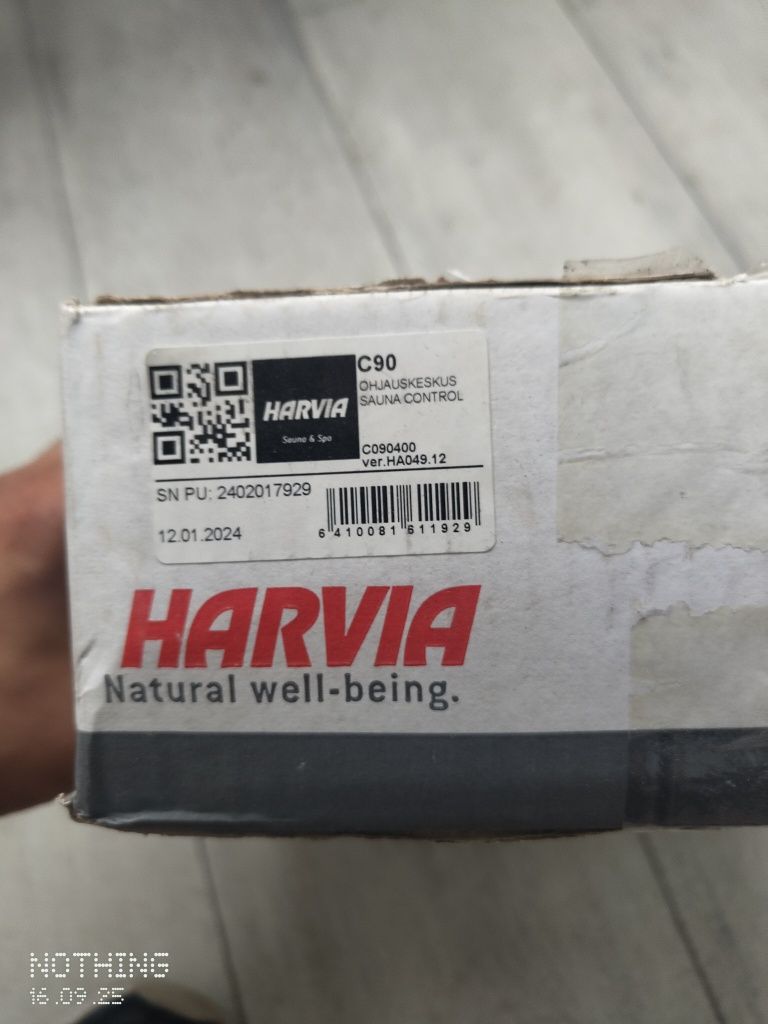 C90
OHJAUSKESKUS
SAUNA CONTROL
HARVIA
Sauna & Spa
C090400
ver.HA049.12
SN PU: 2402017929
12.01.2024
6 410081 611929
HARVIA
Natural well-being.
NOTHING
16.09.25